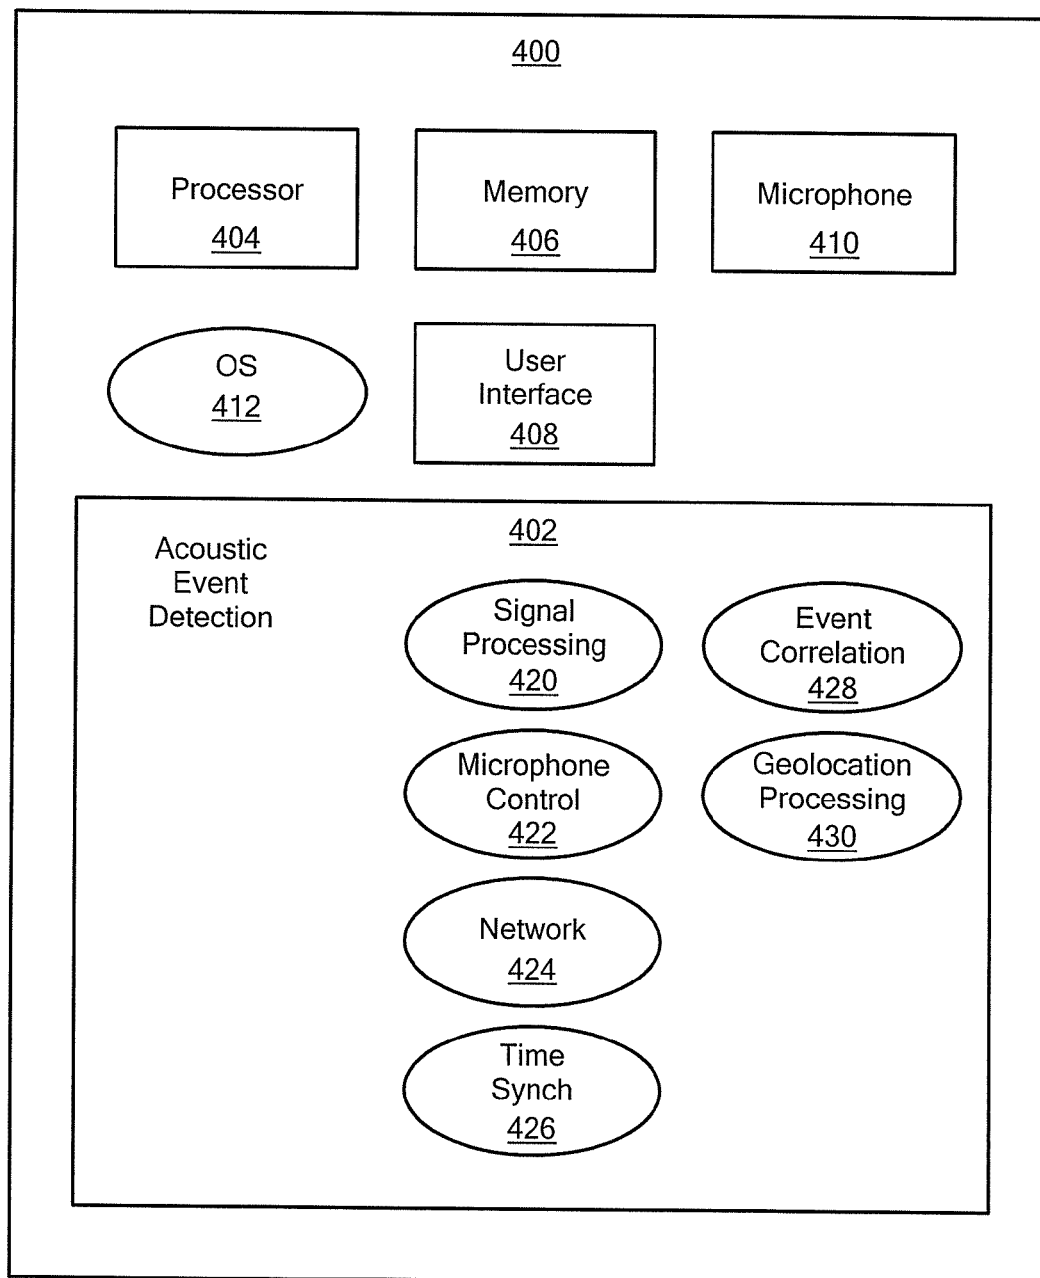 400
Processor
404
Memory
406
Microphone
410
OS
412
User
Interface
408
402
Acoustic
Event
Detection
Signal
Processing
420
Event
Correlation
428
Microphone
Control
422
Geolocation
Processing
430
Network
424
Time
Synch
426